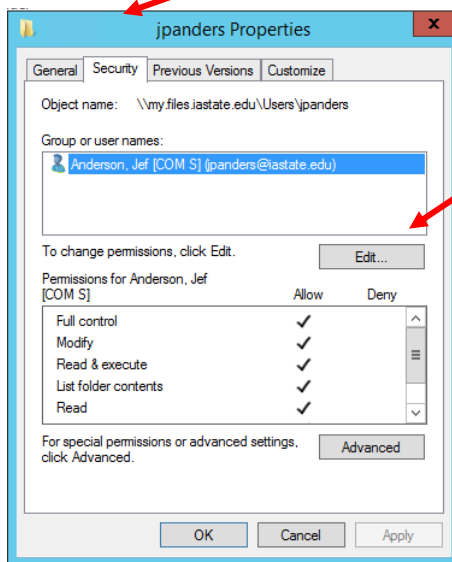 jpanders Properties
x
General Security Previous Versions Customize
Object name: \\my.files.iastate.edu\Users\jpanders
Group or user names:
Anderson, Jef [COM S] (jpanders@iastate.edu)
To change permissions, click Edit.
Edit...
Permissions for Anderson, Jef
[COM S] Allow Deny
Full control
Modify
Read & execute
List folder contents
Read
For special permissions or advanced settings,
click Advanced.
Advanced
OK Cancel Apply